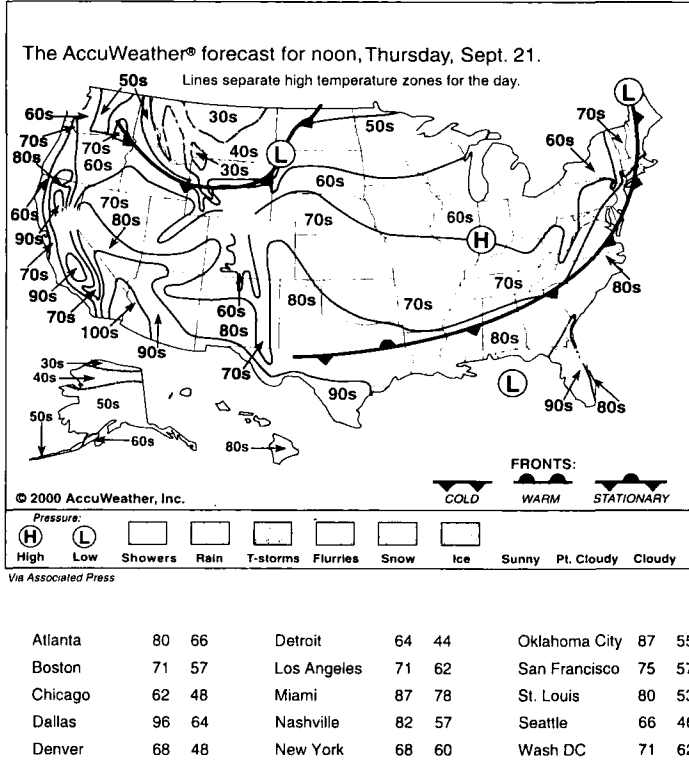 The AccuWeather® forecast for noon, Thursday, Sept. 21.
Lines separate high temperature zones for the day.
50s
60s
70s
80s
60s
90s
70s
90s
70s
100s
90s
70s
60s
70s
80s
30s
40s
30s
L
50s
60s
70s
60s
H
60s
70s
L
80s
60s
80s
70s
80s
70s
70s
70s
80s
90s
L
90s
80s
30s
40s
50s
50s
60s
80s
FRONTS:
COLD WARM STATIONARY
© 2000 AccuWeather, Inc.
Pressure:
H L
High Low Showers Rain T-storms Flurries Snow Ice Sunny Pt. Cloudy Cloudy
Via Associated Press
Atlanta 80 66 Detroit 64 44 Oklahoma City 87
Boston 71 57 Los Angeles 71 62 San Francisco 75
Chicago 62 48 Miami 87 78 St. Louis 80
Dallas 96 64 Nashville 82 57 Seattle 66
Denver 68 48 New York 68 60 Wash DC 71